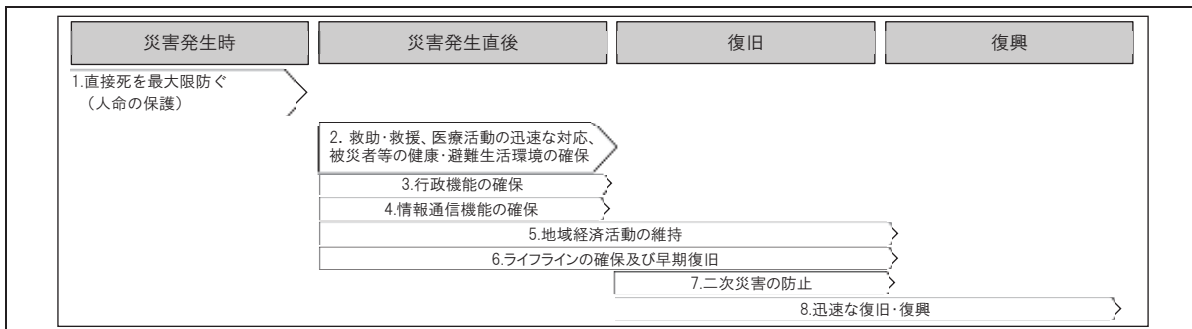 災害発生時
災害発生直後
復旧
復興
1.直接死を最大限防ぐ
（人命の保護）
2．救助･救援、医療活動の迅速な対応、
被災者等の健康･避難生活環境の確保
3.行政機能の確保
4.情報通信機能の確保
5.地域経済活動の維持
6.ライフラインの確保及び早期復旧
7.二次災害の防止
8.迅速な復旧･復興